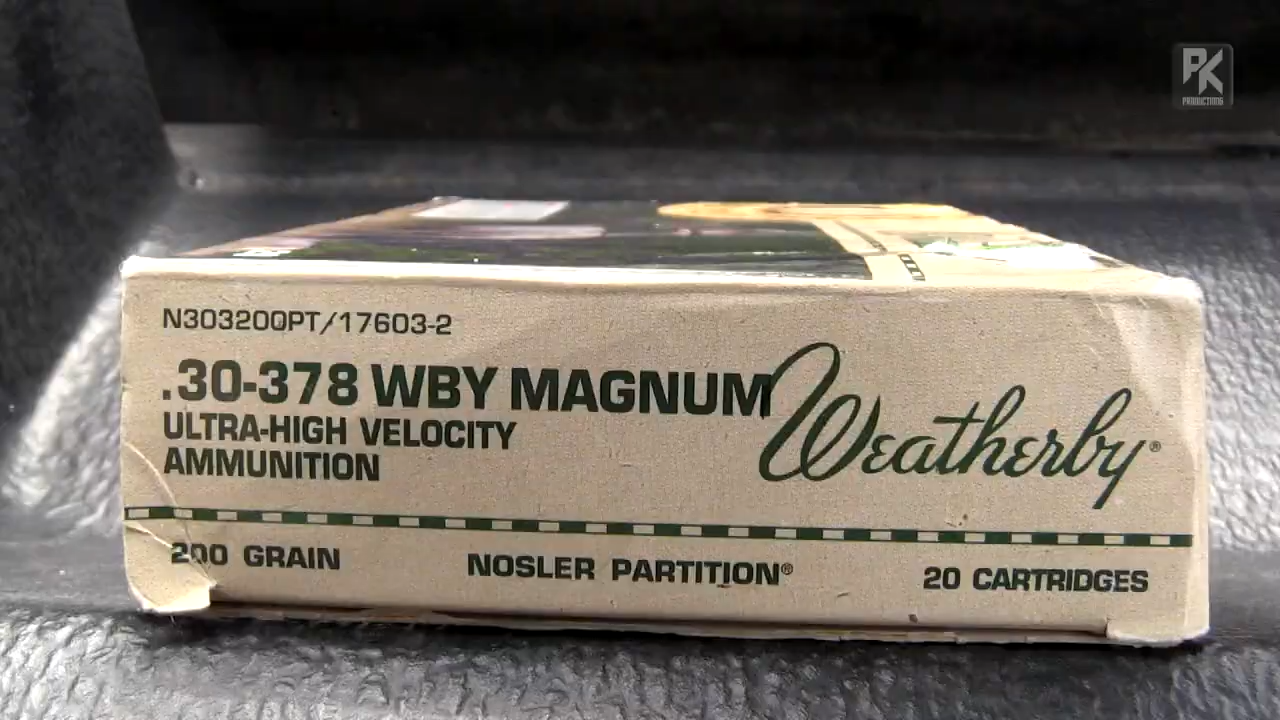 PK
PRODUCTIONS
N303200PT/17603-2
.30-378 WBY MAGNUM
ULTRA-HIGH VELOCITY
AMMUNITION
Weatherby®
200 GRAIN
NOSLER PARTITION®
20 CARTRIDGES